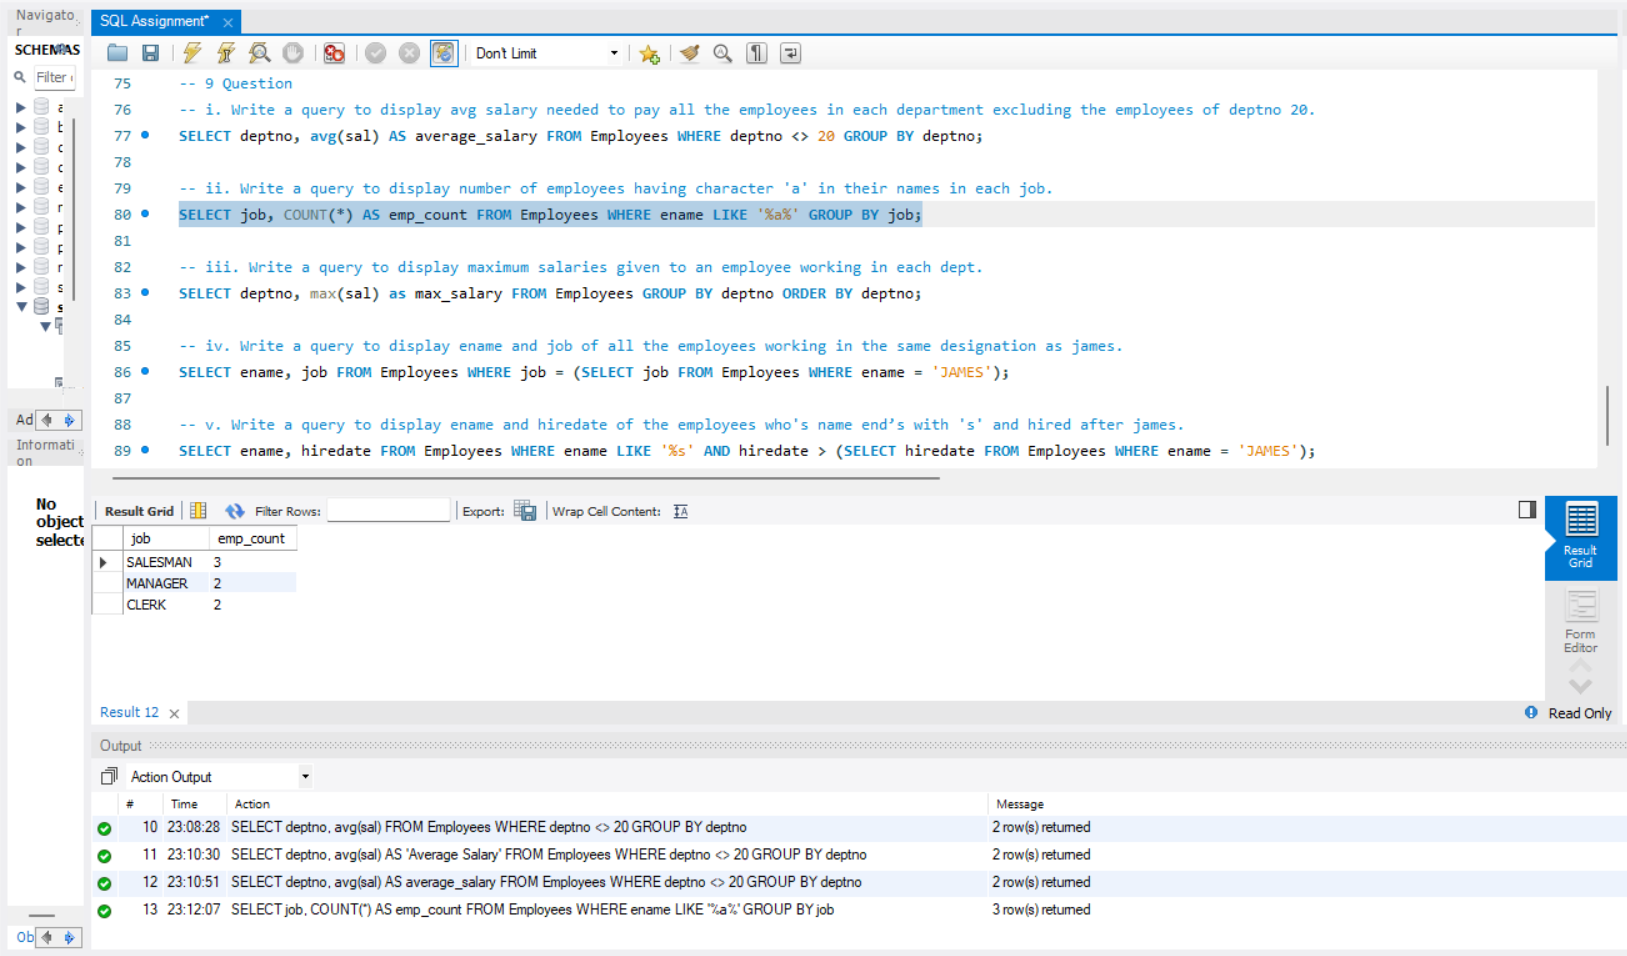 Navigato
r
SQL Assignment*
SCHEMAS
Filter
Don't Limit
75 -- 9 Question
76 -- i. Write a query to display avg salary needed to pay all the employees in each department excluding the employees of deptno 20.
77 SELECT deptno, avg(sal) AS average_salary FROM Employees WHERE deptno <> 20 GROUP BY deptno;
78
79 -- ii. Write a query to display number of employees having character 'a' in their names in each job.
80 SELECT job, COUNT(*) AS emp_count FROM Employees WHERE ename LIKE '%a%' GROUP BY job;
81
82 -- iii. Write a query to display maximum salaries given to an employee working in each dept.
83 SELECT deptno, max(sal) as max_salary FROM Employees GROUP BY deptno ORDER BY deptno;
84
85 -- iv. Write a query to display ename and job of all the employees working in the same designation as james.
86 SELECT ename, job FROM Employees WHERE job = (SELECT job FROM Employees WHERE ename = 'JAMES');
87
88 -- v. Write a query to display ename and hiredate of the employees who's name end’s with 's' and hired after james.
89 SELECT ename, hiredate FROM Employees WHERE ename LIKE '%s' AND hiredate > (SELECT hiredate FROM Employees WHERE ename = 'JAMES');
Ad
Informati
on
No
object
selecte
Result Grid Filter Rows: Export: Wrap Cell Content:
job emp_count
SALESMAN 3
MANAGER 2
CLERK 2
Result
Grid
Form
Editor
Result 12
Read Only
Output
Action Output
# Time Action Message
10 23:08:28 SELECT deptno, avg(sal) FROM Employees WHERE deptno <> 20 GROUP BY deptno 2 row(s) returned
11 23:10:30 SELECT deptno, avg(sal) AS 'Average Salary' FROM Employees WHERE deptno <> 20 GROUP BY deptno 2 row(s) returned
12 23:10:51 SELECT deptno, avg(sal) AS average_salary FROM Employees WHERE deptno <> 20 GROUP BY deptno 2 row(s) returned
13 23:12:07 SELECT job, COUNT(*) AS emp_count FROM Employees WHERE ename LIKE '%a%' GROUP BY job 3 row(s) returned
Ob